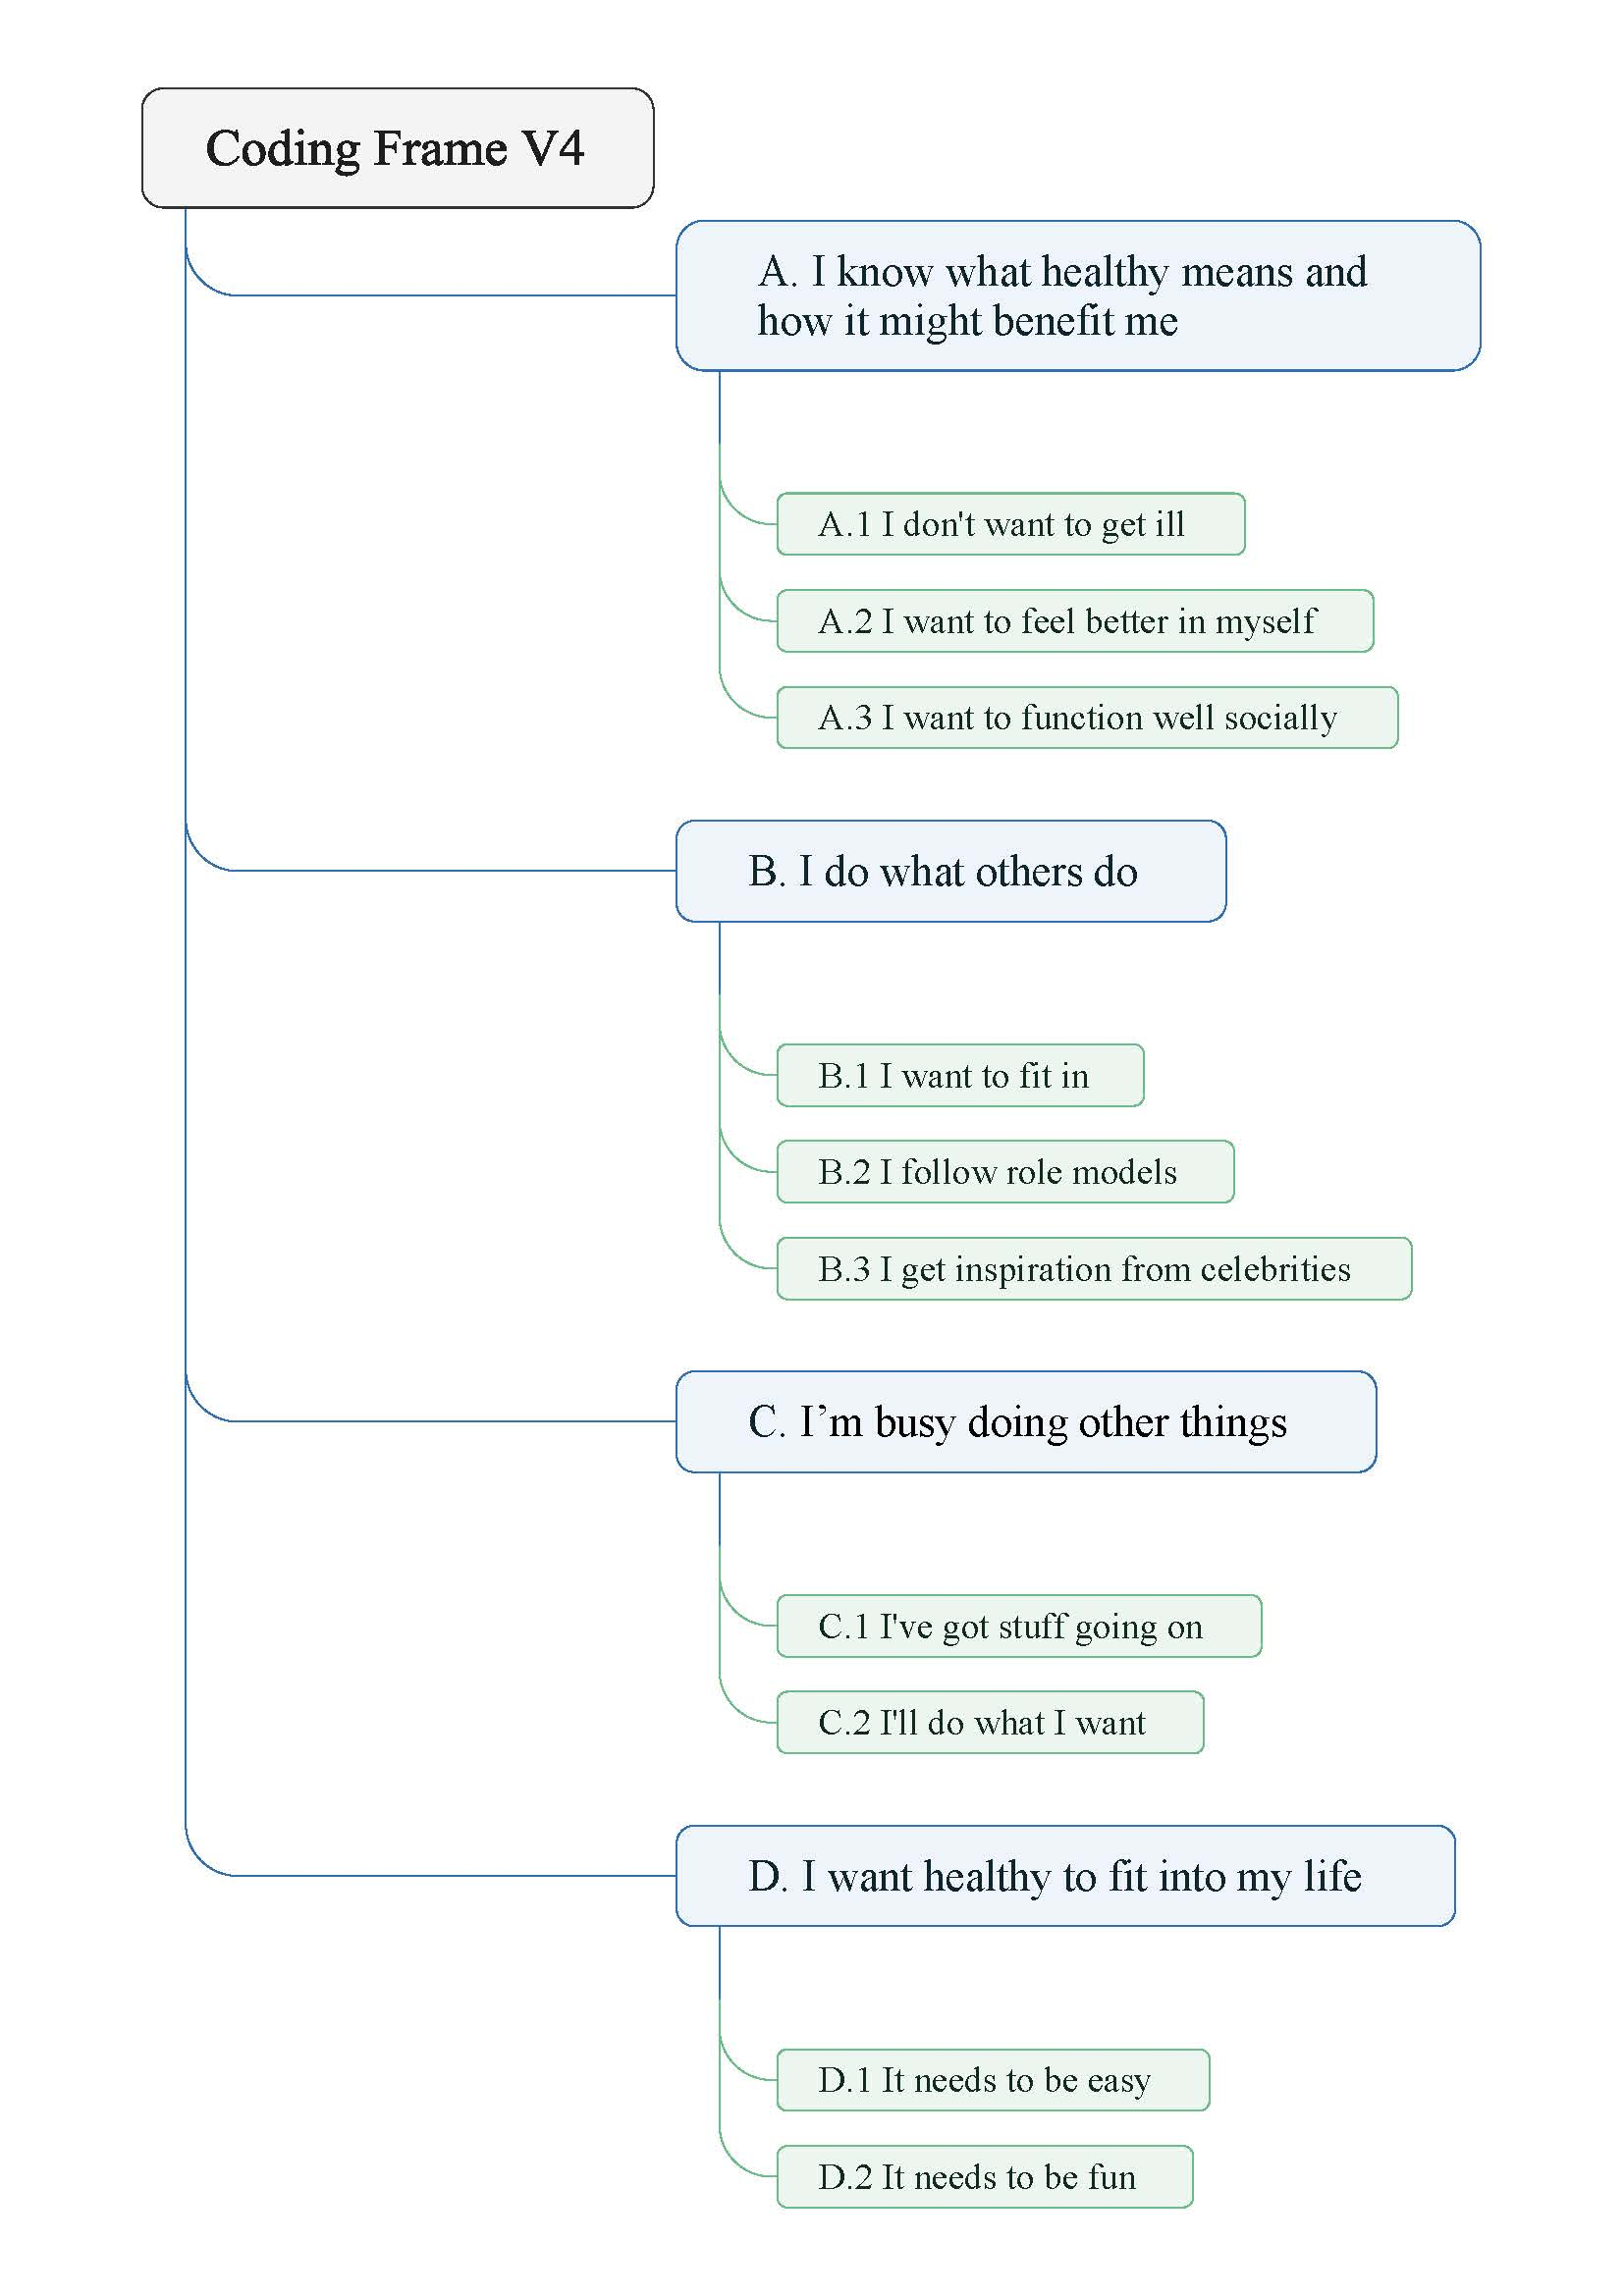 Coding Frame V4
A. I know what healthy means and
how it might benefit me
A.1 I don't want to get ill
A.2 I want to feel better in myself
A.3 I want to function well socially
B. I do what others do
B.1 I want to fit in
B.2 I follow role models
B.3 I get inspiration from celebrities
C. I’m busy doing other things
C.1 I've got stuff going on
C.2 I'll do what I want
D. I want healthy to fit into my life
D.1 It needs to be easy
D.2 It needs to be fun